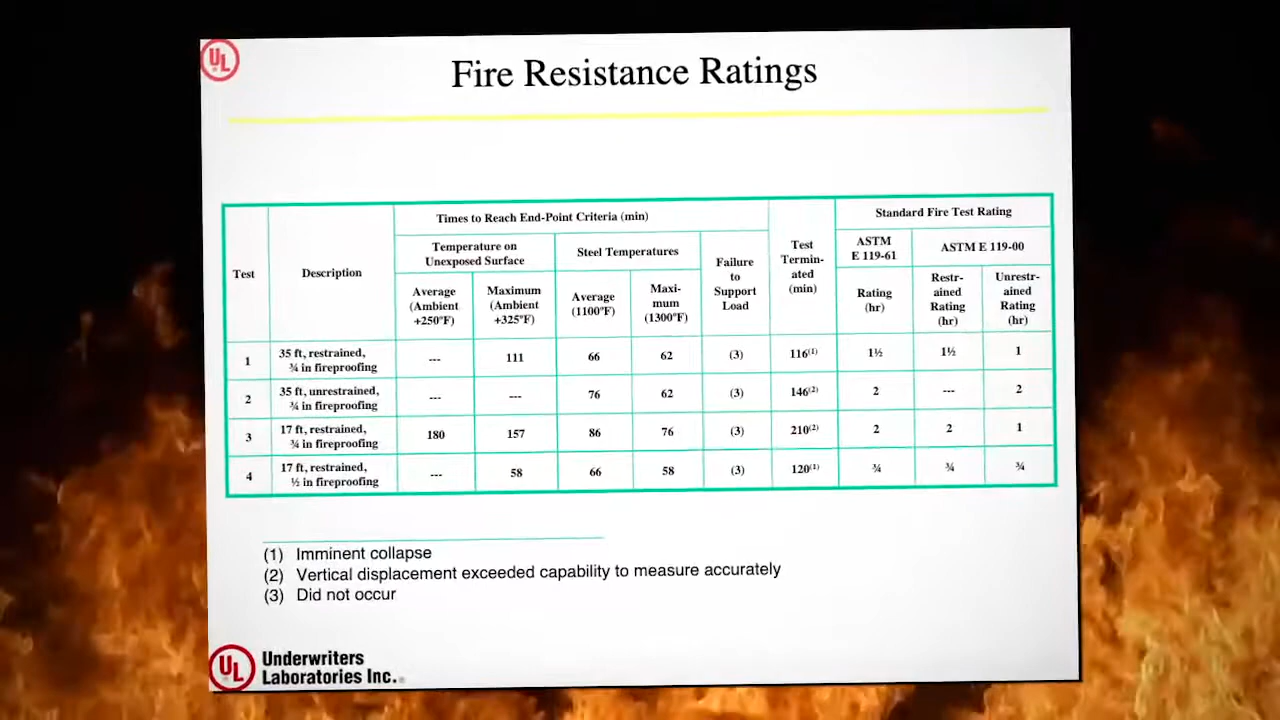 UL
Fire Resistance Ratings
Times to Reach End-Point Criteria (min)
Standard Fire Test Rating
Test
Description
Temperature on
Unexposed Surface
Steel Temperatures
Failure
to
Support
Load
Test
Termin-
ated
(min)
ASTM
E 119-61
ASTM E 119-00
Average
(Ambient
+250ºF)
Maximum
(Ambient
+325ºF)
Average
(1100ºF)
Maxi-
mum
(1300ºF)
Rating
(hr)
Restr-
ained
Rating
(hr)
Unrestr-
ained
Rating
(hr)
1 35 ft, restrained, --- 111 66 62 (3) 116(1) 1½ 1½ 1
¾ in fireproofing
2 35 ft, unrestrained, --- --- 76 62 (3) 146(2) 2 --- 2
¾ in fireproofing
3 17 ft, restrained, 180 157 86 76 (3) 210(2) 2 2 1
¾ in fireproofing
4 17 ft, restrained, --- 58 66 58 (3) 120(1) ¾ ¾ ¾
½ in fireproofing
(1) Imminent collapse
(2) Vertical displacement exceeded capability to measure accurately
(3) Did not occur
UL
Underwriters
Laboratories Inc.